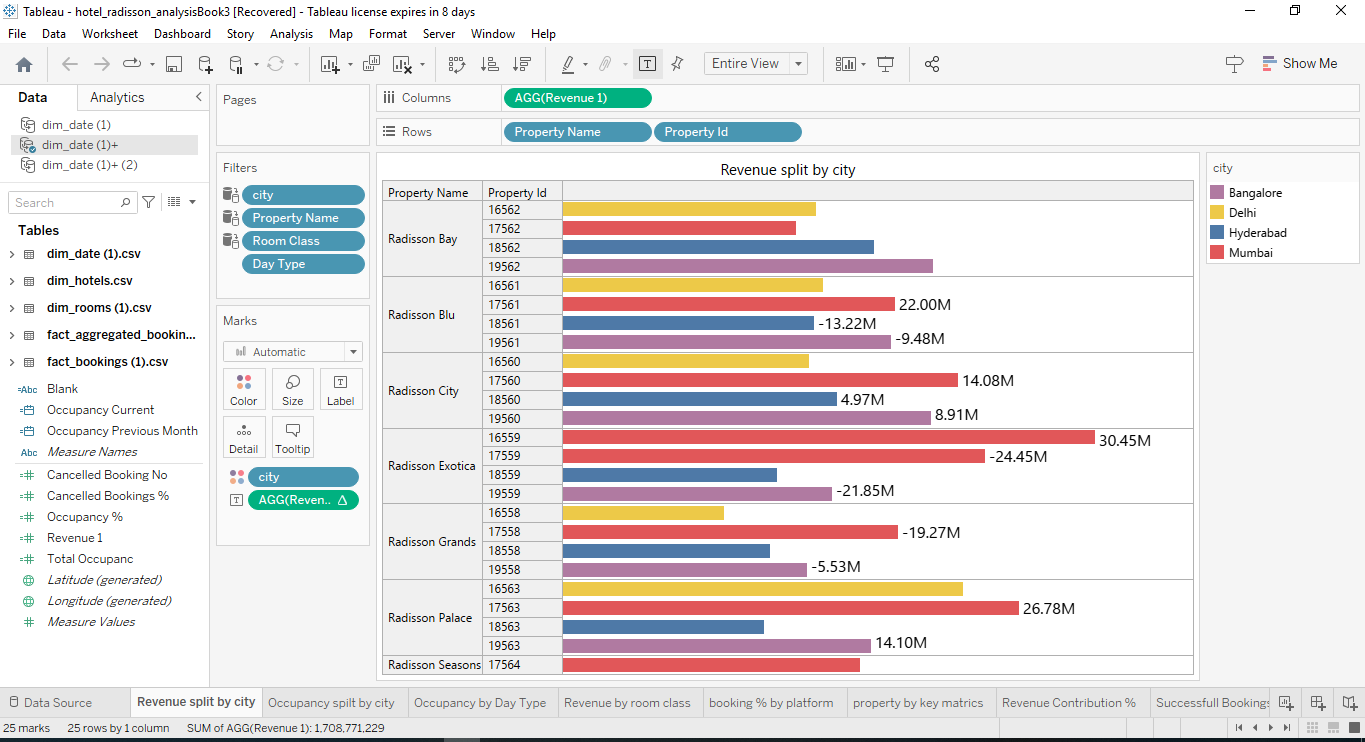 Tableau - hotel_radisson_analysisBook3 [Recovered] - Tableau license expires in 8 days
File Data Worksheet Dashboard Story Analysis Map Format Server Window Help
Entire View
Show Me
Data Analytics
dim_date (1)
dim_date (1)+
dim_date (1)+ (2)
Search
Tables
dim_date (1).csv
dim_hotels.csv
dim_rooms (1).csv
fact_aggregated_bookin...
fact_bookings (1).csv
=Abc Blank
Occupancy Current
Occupancy Previous Month
Abc Measure Names
Cancelled Booking No
Cancelled Bookings %
Occupancy %
Revenue 1
Total Occupanc
Latitude (generated)
Longitude (generated)
Measure Values
Pages
Filters
city
Property Name
Room Class
Day Type
Marks
Automatic
Color Size Label
Detail Tooltip
city
AGG(Reven.. Δ
Columns AGG(Revenue 1)
Rows Property Name Property Id
Revenue split by city
Property Name Property Id
Radisson Bay
16562
17562
18562
19562
Radisson Blu
16561
17561 22.00M
18561 -13.22M
19561 -9.48M
Radisson City
16560
17560 14.08M
18560 4.97M
19560 8.91M
Radisson Exotica
16559 30.45M
17559 -24.45M
18559
19559 -21.85M
Radisson Grands
16558
17558 -19.27M
18558
19558 -5.53M
Radisson Palace
16563
17563 26.78M
18563
19563 14.10M
Radisson Seasons 17564
city
Bangalore
Delhi
Hyderabad
Mumbai
Data Source Revenue split by city Occupancy spilt by city Occupancy by Day Type Revenue by room class booking % by platform property by key matrics Revenue Contribution % Successfull Bookings
25 marks 25 rows by 1 column SUM of AGG(Revenue 1): 1,708,771,229